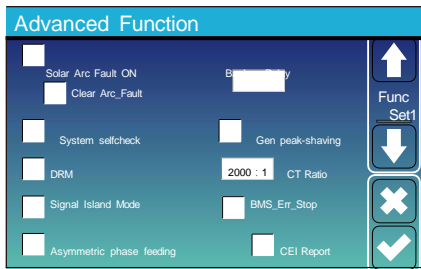 Advanced Function
Solar Arc Fault ON
Clear Arc_Fault
Func
Set1
System selfcheck
Gen peak-shaving
DRM
2000 : 1 CT Ratio
Signal Island Mode
BMS_Err_Stop
Asymmetric phase feeding
CEI Report